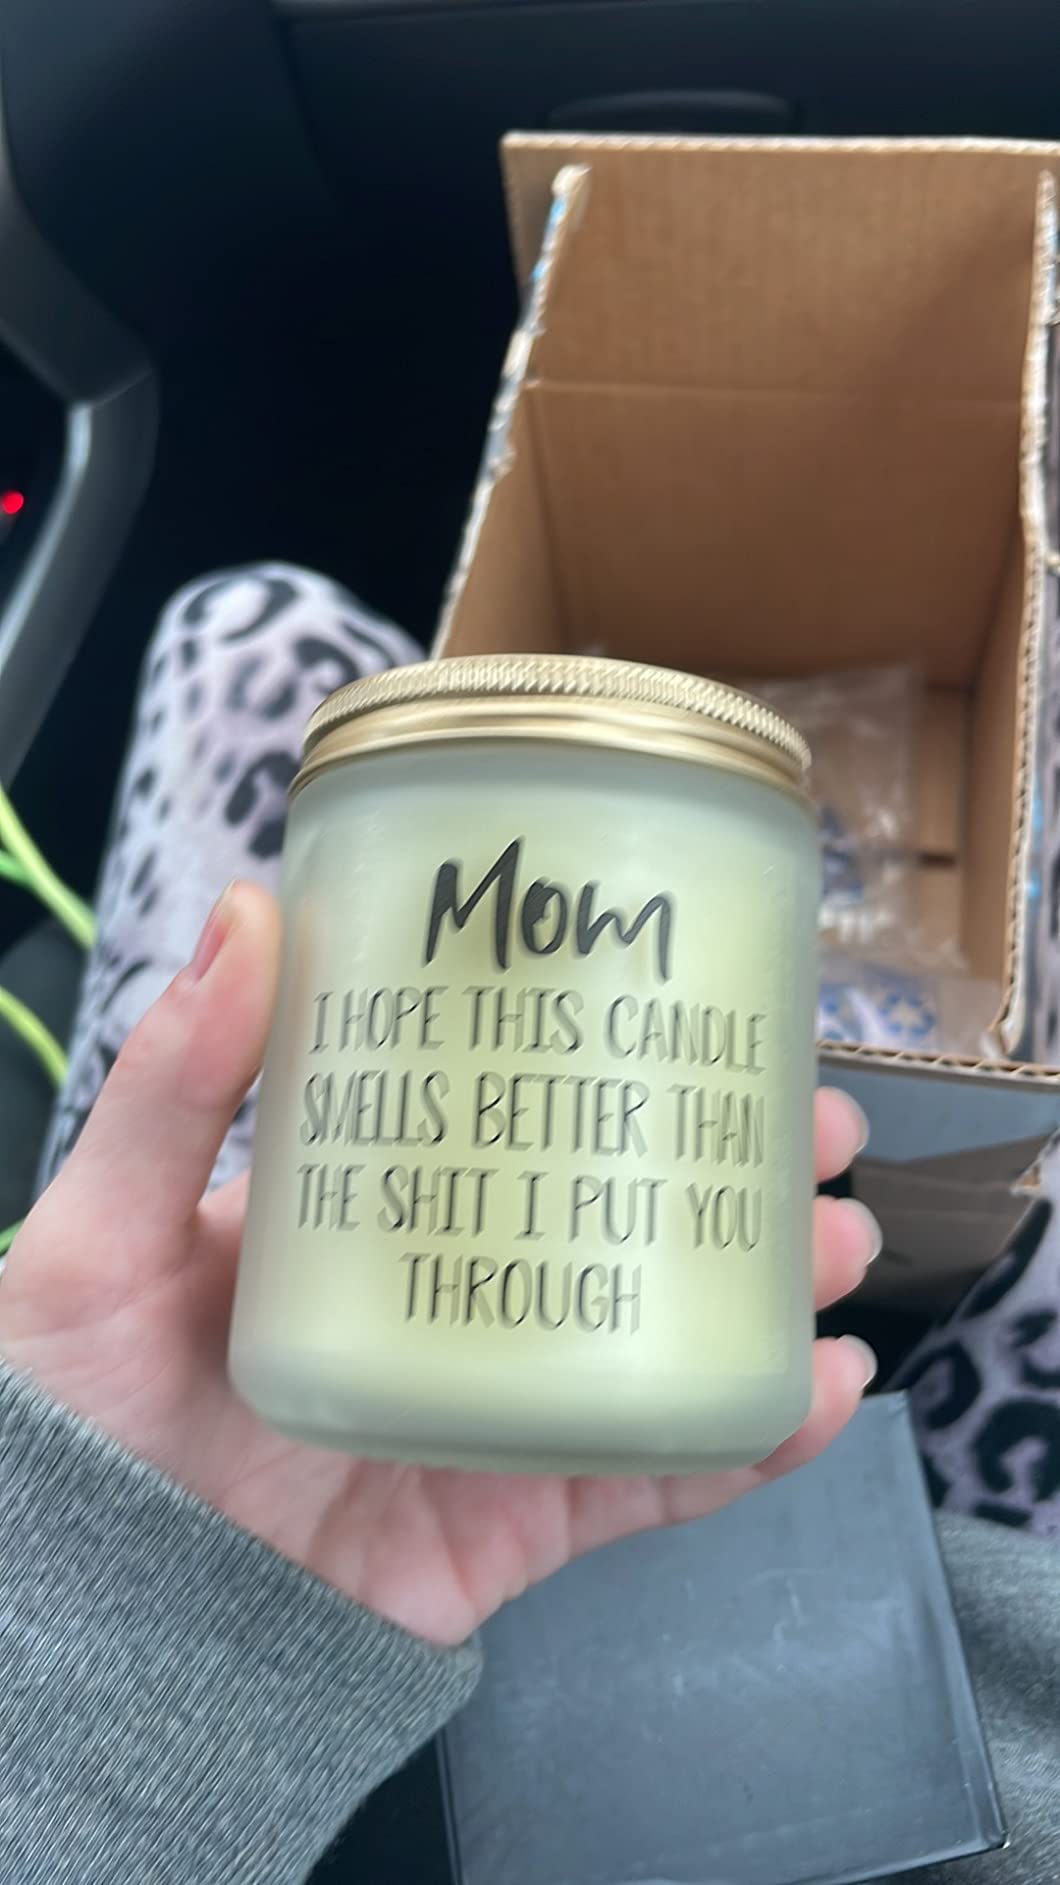 Mom
I HOPE THIS CANDLE
SMELLS BETTER THAN
THE SHIT I PUT YOU
THROUGH